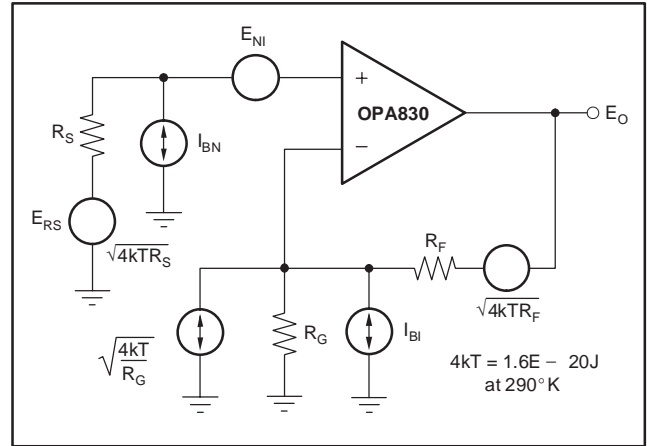 E_NI
+
OPA830
−
E_O
R_S
I_BN
E_RS
√4kTR_S
R_F
√4kTR_F
√4kT/R_G
R_G
I_BI
4kT = 1.6E − 20J
at 290°K